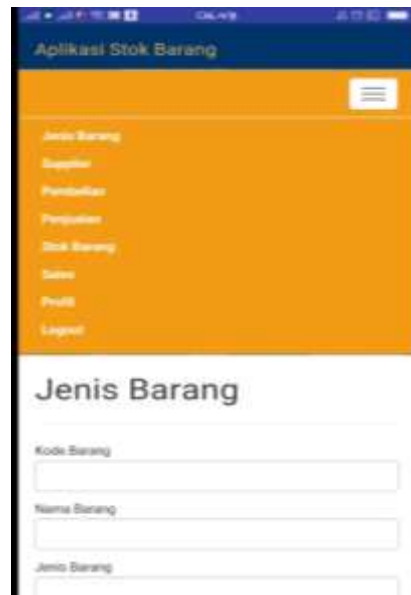 Aplikasi Stok Barang
Jenis Barang
Supplier
Pembelian
Penjualan
Stok Barang
Sales
Profil
Logout
Jenis Barang
Kode Barang
Nama Barang
Jenis Barang